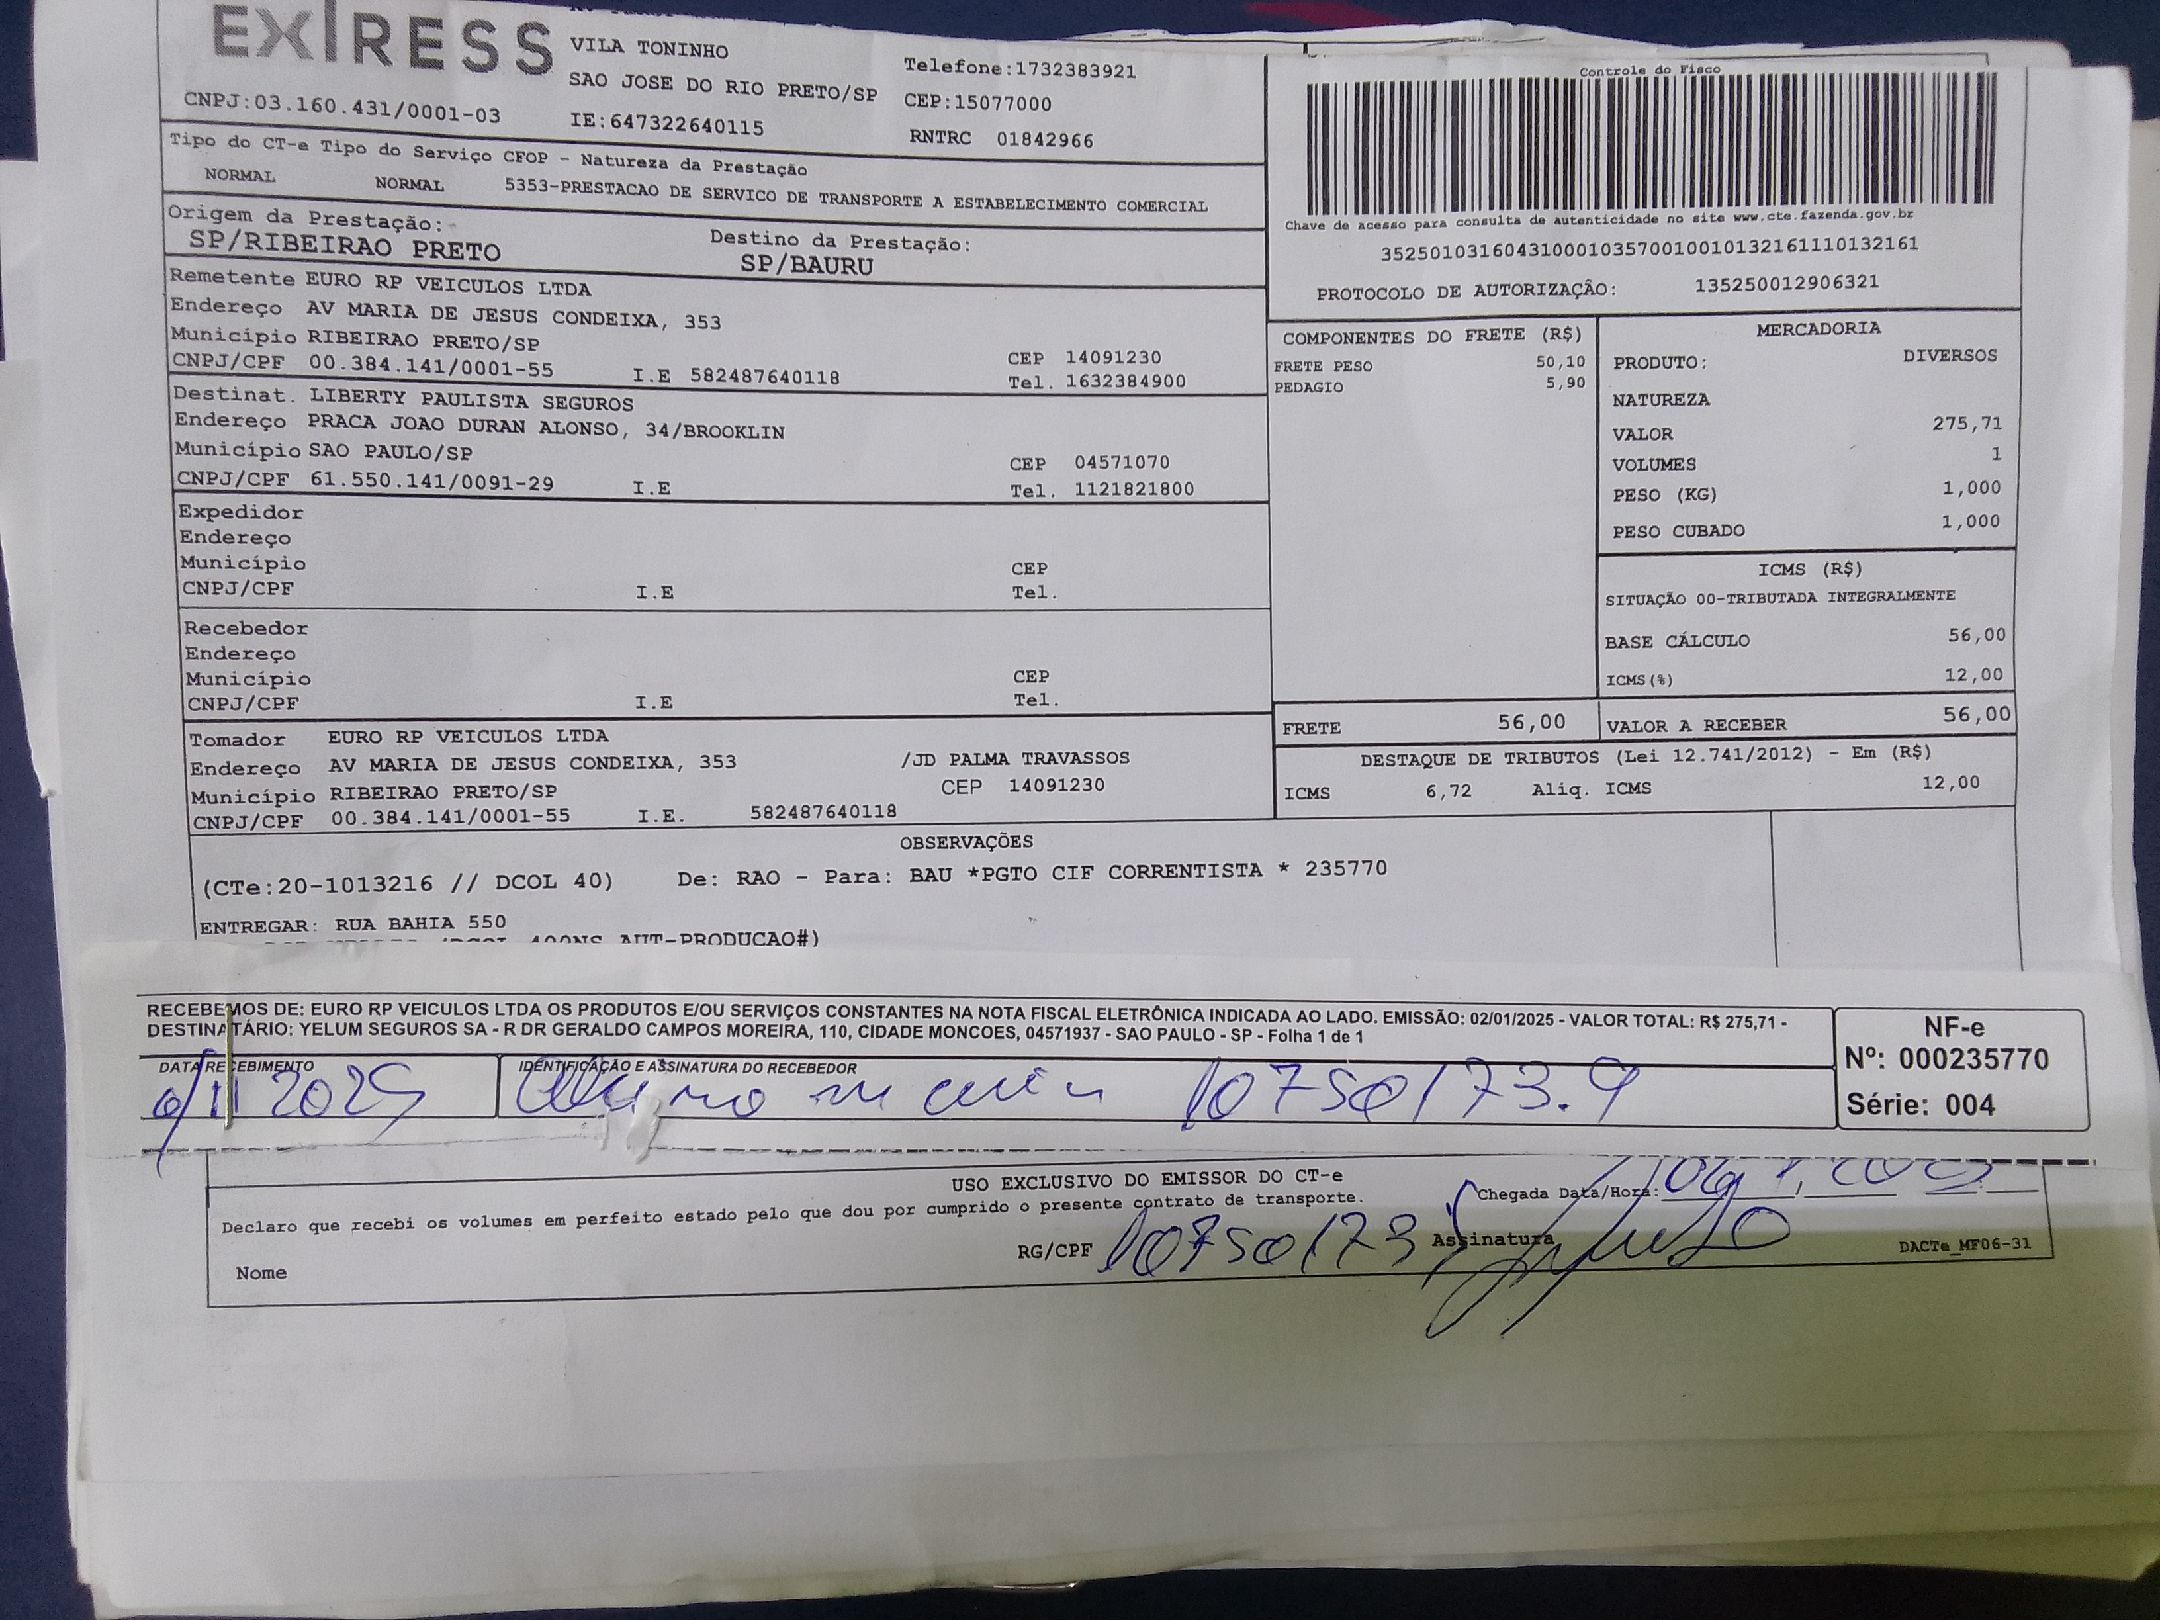 EXIRESS
VILA TONINHO
SAO JOSE DO RIO PRETO/SP
Telefone:1732383921
CEP:15077000
CNPJ:03.160.431/0001-03
IE:647322640115
RNTRC 01842966
Tipo do CT-e Tipo do Serviço CFOP - Natureza da Prestação
NORMAL NORMAL 5353-PRESTACAO DE SERVICO DE TRANSPORTE A ESTABELECIMENTO COMERCIAL
Origem da Prestação:
SP/RIBEIRAO PRETO
Destino da Prestação:
SP/BAURU
Controle do Fisco
Chave de acesso para consulta de autenticidade no site www.cte.fazenda.gov.br
35250103160431000103570010010132161110132161
PROTOCOLO DE AUTORIZAÇÃO: 135250012906321
Remetente EURO RP VEICULOS LTDA
Endereço AV MARIA DE JESUS CONDEIXA, 353
Município RIBEIRAO PRETO/SP CEP 14091230
CNPJ/CPF 00.384.141/0001-55 I.E 582487640118 Tel. 1632384900
Destinat. LIBERTY PAULISTA SEGUROS
Endereço PRACA JOAO DURAN ALONSO, 34/BROOKLIN
Município SAO PAULO/SP CEP 04571070
CNPJ/CPF 61.550.141/0091-29 I.E Tel. 1121821800
Expedidor
Endereço
Município CEP
CNPJ/CPF I.E Tel.
Recebedor
Endereço
Município CEP
CNPJ/CPF I.E Tel.
Tomador EURO RP VEICULOS LTDA
Endereço AV MARIA DE JESUS CONDEIXA, 353 /JD PALMA TRAVASSOS
Município RIBEIRAO PRETO/SP CEP 14091230
CNPJ/CPF 00.384.141/0001-55 I.E. 582487640118
COMPONENTES DO FRETE (R$)
FRETE PESO 50,10
PEDAGIO 5,90
MERCADORIA
PRODUTO: DIVERSOS
NATUREZA
VALOR 275,71
VOLUMES 1
PESO (KG) 1,000
PESO CUBADO 1,000
ICMS (R$)
SITUAÇÃO 00-TRIBUTADA INTEGRALMENTE
BASE CÁLCULO 56,00
ICMS(%) 12,00
FRETE 56,00
VALOR A RECEBER 56,00
DESTAQUE DE TRIBUTOS (Lei 12.741/2012) - Em (R$)
ICMS 6,72 Aliq. ICMS 12,00
OBSERVAÇÕES
(CTe:20-1013216 // DCOL 40) De: RAO - Para: BAU *PGTO CIF CORRENTISTA * 235770
ENTREGAR: RUA BAHIA 550
AUT-PRODUCAO#)
RECEBEMOS DE: EURO RP VEICULOS LTDA OS PRODUTOS E/OU SERVIÇOS CONSTANTES NA NOTA FISCAL ELETRÔNICA INDICADA AO LADO. EMISSÃO: 02/01/2025 - VALOR TOTAL: R$ 275,71 -
DESTINATÁRIO: YELUM SEGUROS SA - R DR GERALDO CAMPOS MOREIRA, 110, CIDADE MONCOES, 04571937 - SAO PAULO - SP - Folha 1 de 1
NF-e
Nº: 000235770
Série: 004
DATA RECEBIMENTO
2025
IDENTIFICAÇÃO E ASSINATURA DO RECEBEDOR
10750173.9
USO EXCLUSIVO DO EMISSOR DO CT-e
Chegada Data/Hora:
Declaro que recebi os volumes em perfeito estado pelo que dou por cumprido o presente contrato de transporte.
Nome
RG/CPF 10750173
Assinatura
DACTe_MF06-31